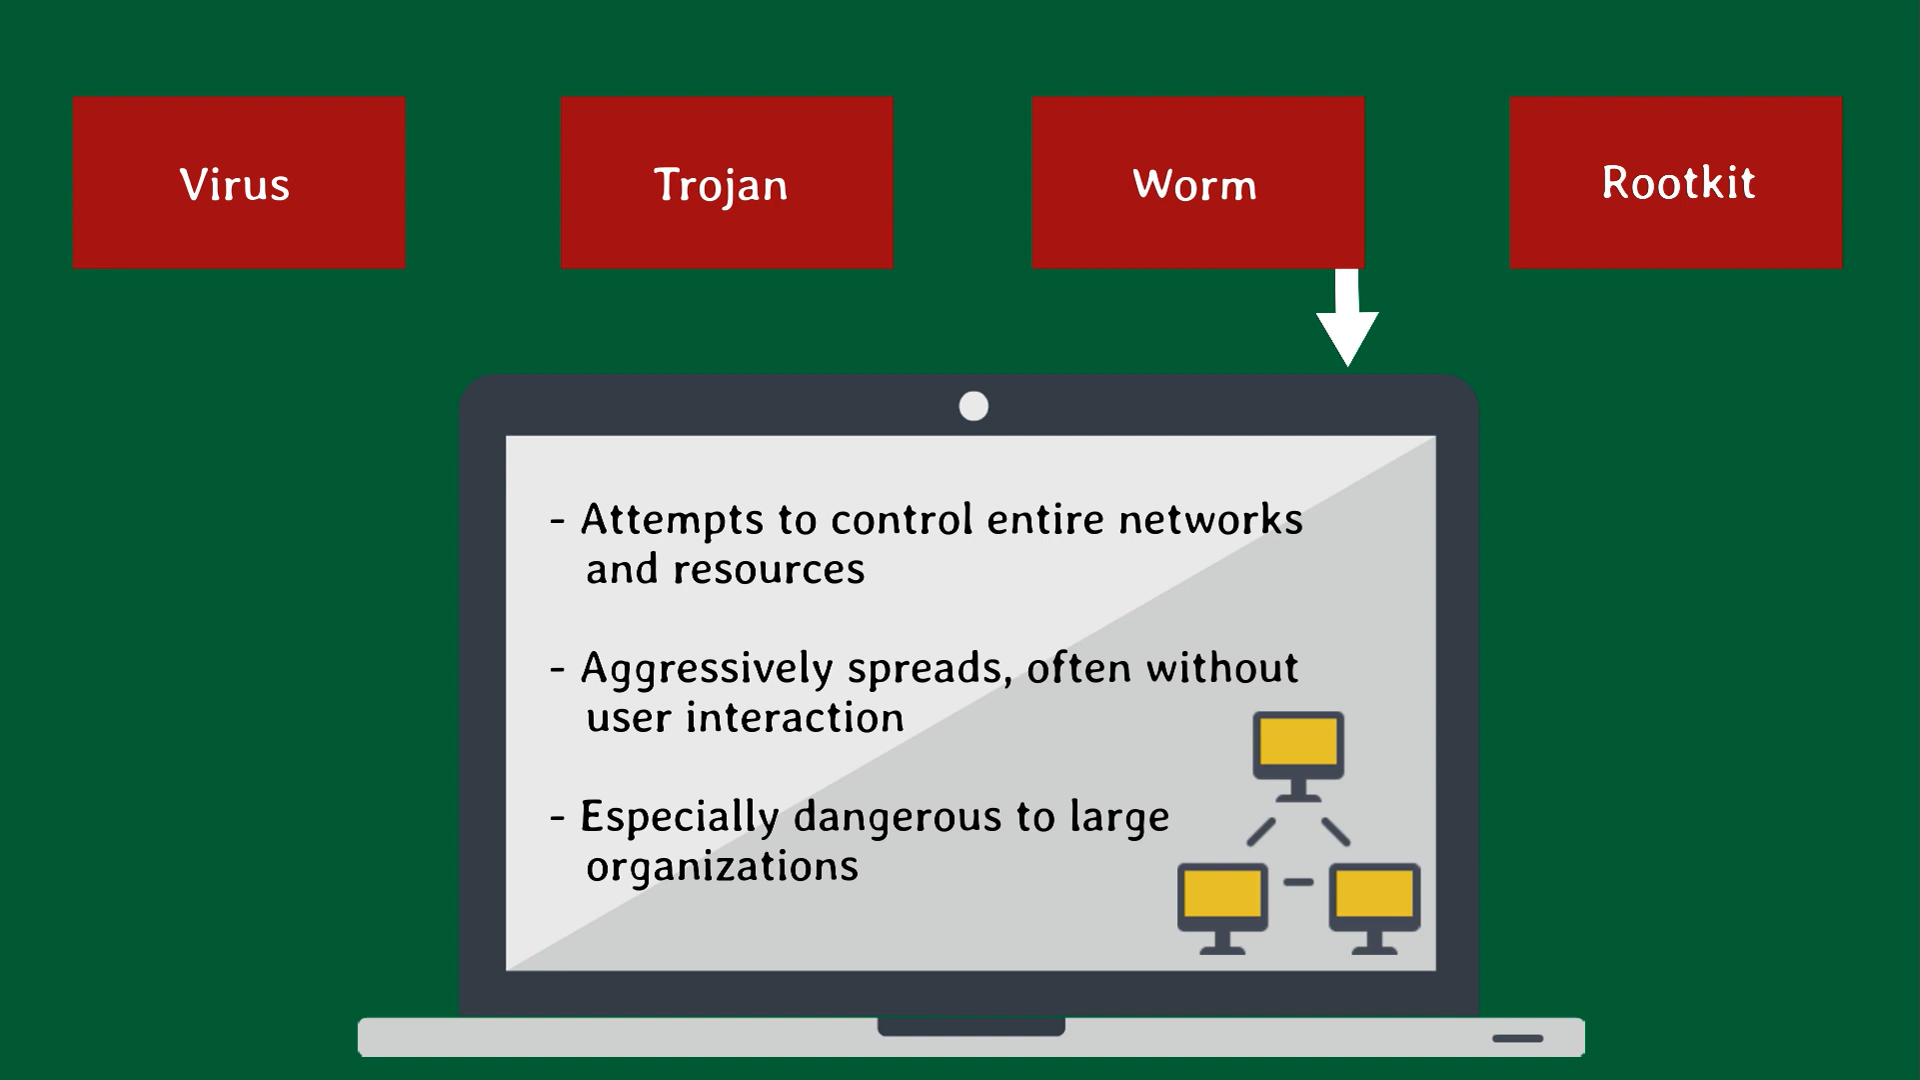 Virus
Trojan
Worm
Rootkit
- Attempts to control entire networks
and resources
- Aggressively spreads, often without
user interaction
- Especially dangerous to large
organizations